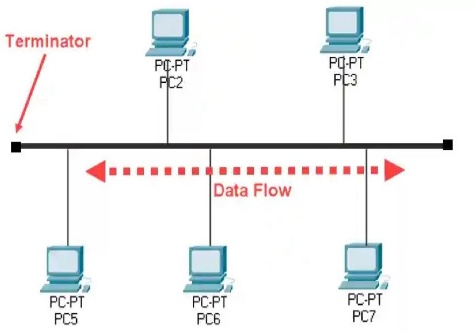 Terminator
PC-PT
PC2
PC-PT
PC3
Data Flow
PC-PT
PC5
PC-PT
PC6
PC-PT
PC7